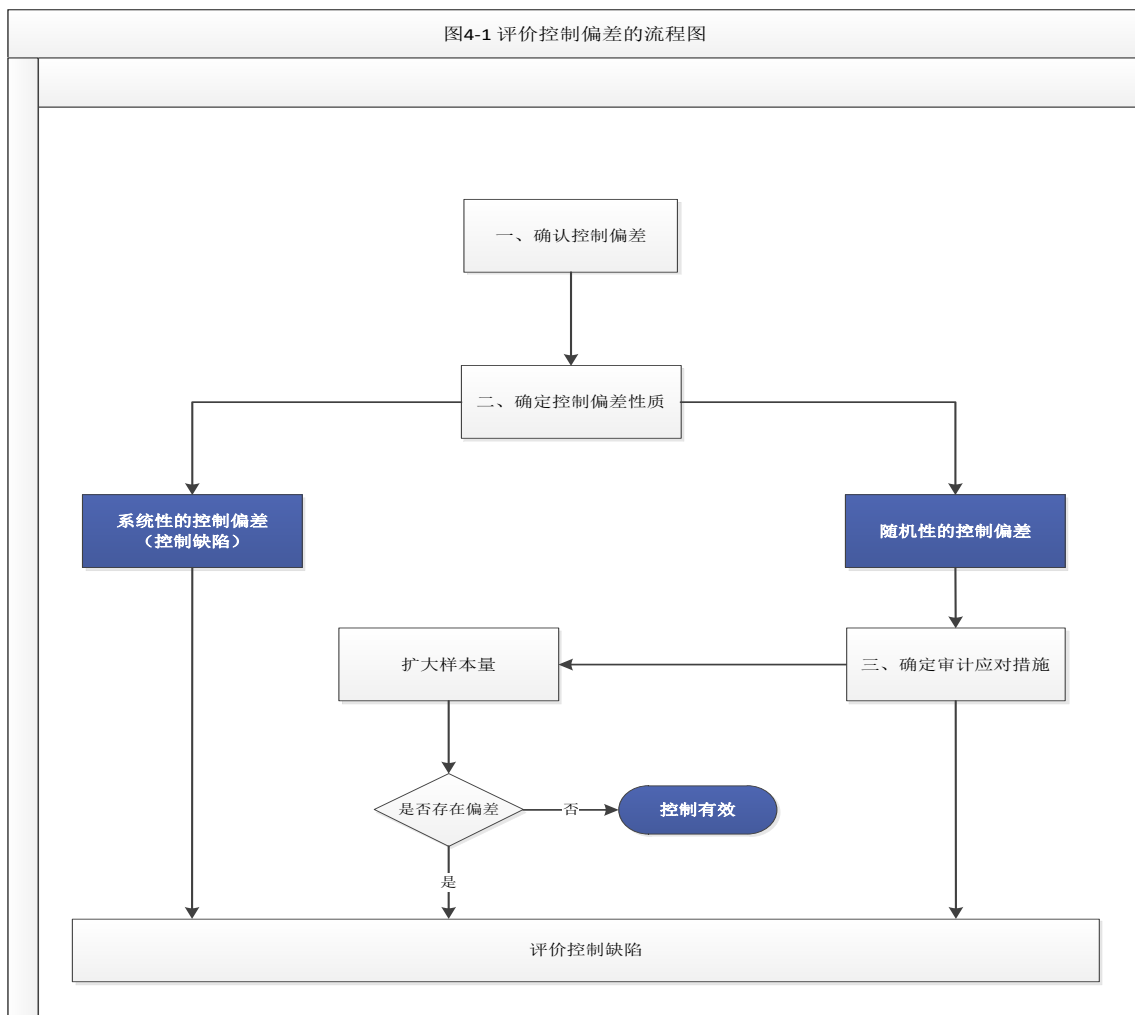 图4-1 评价控制偏差的流程图
一、确认控制偏差
二、确定控制偏差性质
系统性的控制偏差
（控制缺陷）
随机性的控制偏差
扩大样本量
三、确定审计应对措施
是否存在偏差
否
控制有效
是
评价控制缺陷